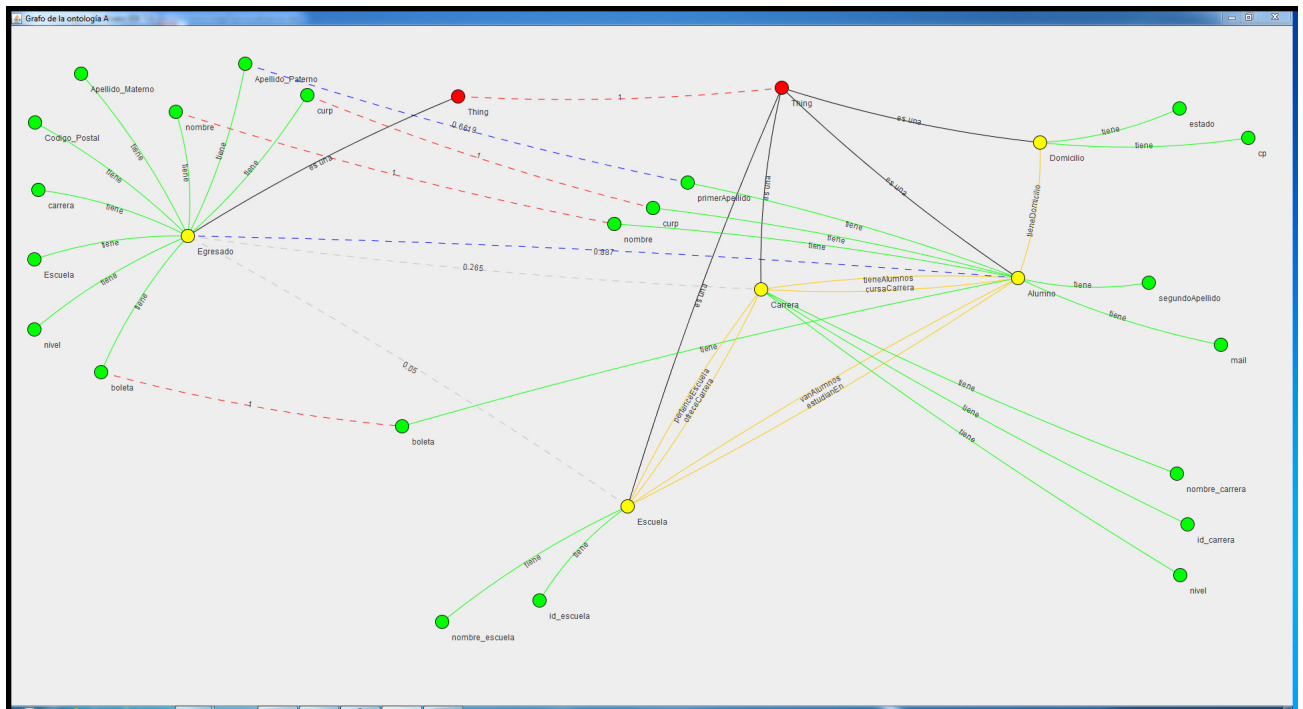 Grafo de la ontología A
Apellido_Materno
Apellido_Paterno
curp
Thing
1
Thing
nombre
Codigo_Postal
carrera
Escuela
nivel
boleta
Egresado
tiene
tiene
tiene
tiene
tiene
tiene
tiene
tiene
tiene
es una
0.6619
1
1
primerApellido
curp
nombre
es una
es una
es una
es una
Domicilio
tiene
tiene
estado
cp
tieneDomicilio
tiene
tiene
0.887
0.265
0.05
tieneAlumnos
cursaCarrera
Carrera
Alumno
tiene
tiene
segundoApellido
mail
tiene
1
boleta
ofreceCarrera
vanAlumnos
estudianEn
tiene
tiene
tiene
nombre_carrera
id_carrera
nivel
Escuela
tiene
tiene
id_escuela
nombre_escuela